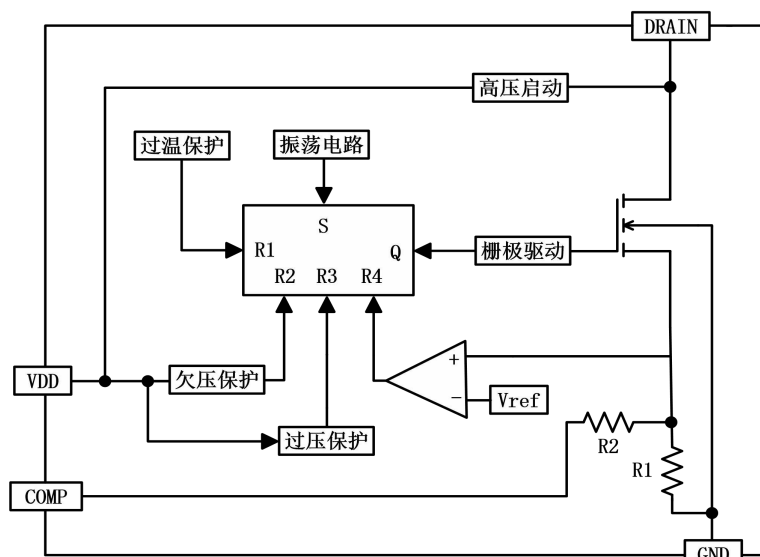 DRAIN
高压启动
过温保护
振荡电路
S
R1
Q
栅极驱动
R2
R3
R4
+
VDD
欠压保护
−
Vref
过压保护
R2
R1
COMP
GND